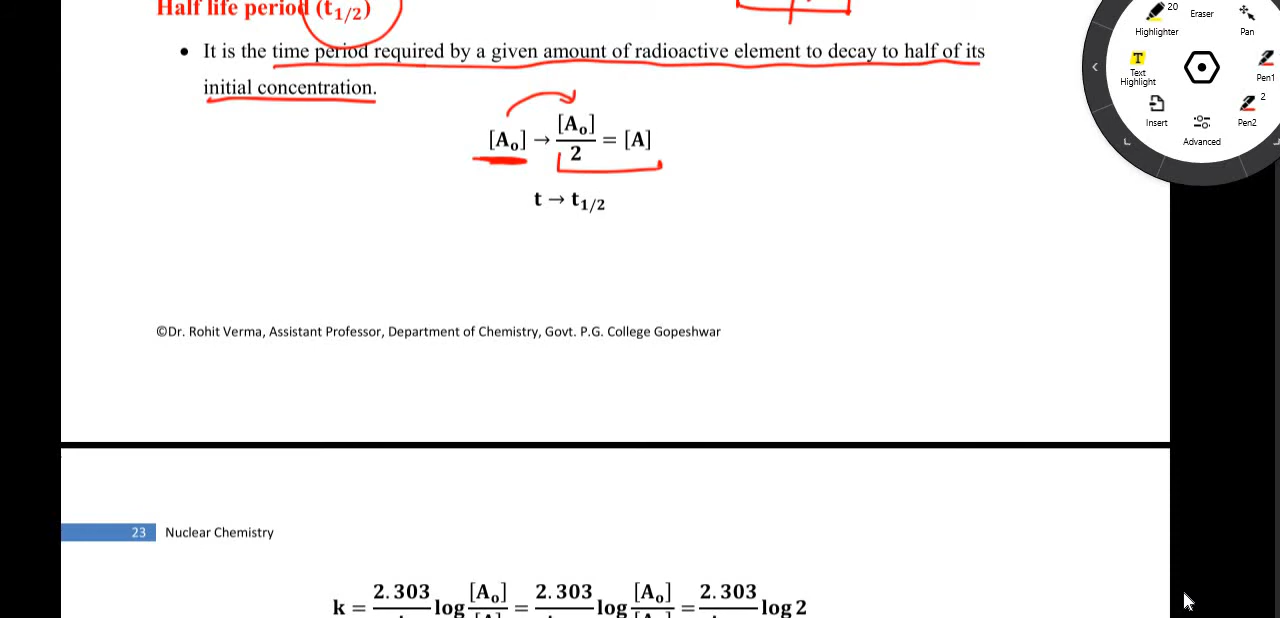 Half life period (t1/2)
• It is the time period required by a given amount of radioactive element to decay to half of its
initial concentration.
[Ao] → [Ao]/2 = [A]
t → t1/2
©Dr. Rohit Verma, Assistant Professor, Department of Chemistry, Govt. P.G. College Gopeshwar
23 Nuclear Chemistry
k = 2.303 log [Ao] = 2.303 log [Ao] = 2.303 log 2
20
Highlighter
Eraser
Pan
Text
Highlight
Pen1
Insert
Advanced
2
Pen2